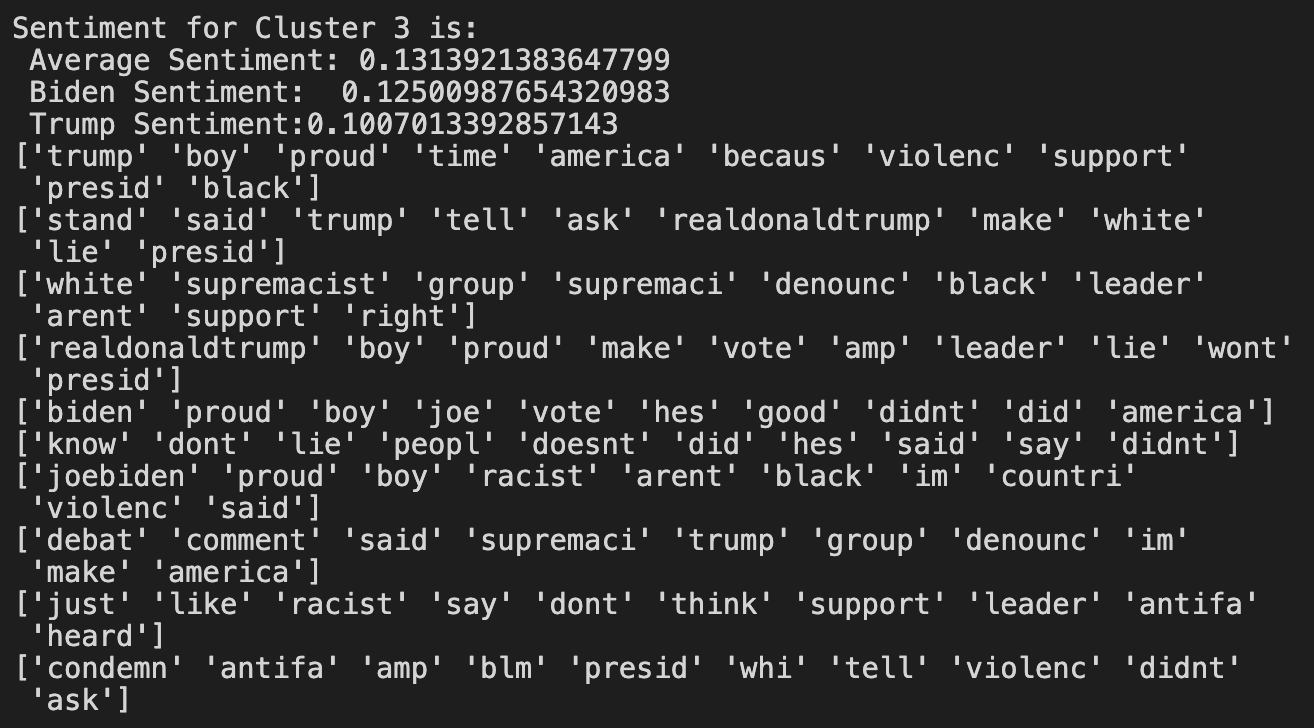 Sentiment for Cluster 3 is:
 Average Sentiment: 0.1313921383647799
 Biden Sentiment:  0.12500987654320983
 Trump Sentiment:0.1007013392857143
['trump' 'boy' 'proud' 'time' 'america' 'becaus' 'violenc' 'support'
 'presid' 'black']
['stand' 'said' 'trump' 'tell' 'ask' 'realdonaldtrump' 'make' 'white'
 'lie' 'presid']
['white' 'supremacist' 'group' 'supremaci' 'denounc' 'black' 'leader'
 'arent' 'support' 'right']
['realdonaldtrump' 'boy' 'proud' 'make' 'vote' 'amp' 'leader' 'lie' 'wont'
 'presid']
['biden' 'proud' 'boy' 'joe' 'vote' 'hes' 'good' 'didnt' 'did' 'america']
['know' 'dont' 'lie' 'peopl' 'doesnt' 'did' 'hes' 'said' 'say' 'didnt']
['joebiden' 'proud' 'boy' 'racist' 'arent' 'black' 'im' 'countri'
 'violenc' 'said']
['debat' 'comment' 'said' 'supremaci' 'trump' 'group' 'denounc' 'im'
 'make' 'america']
['just' 'like' 'racist' 'say' 'dont' 'think' 'support' 'leader' 'antifa'
 'heard']
['condemn' 'antifa' 'amp' 'blm' 'presid' 'whi' 'tell' 'violenc' 'didnt'
 'ask']